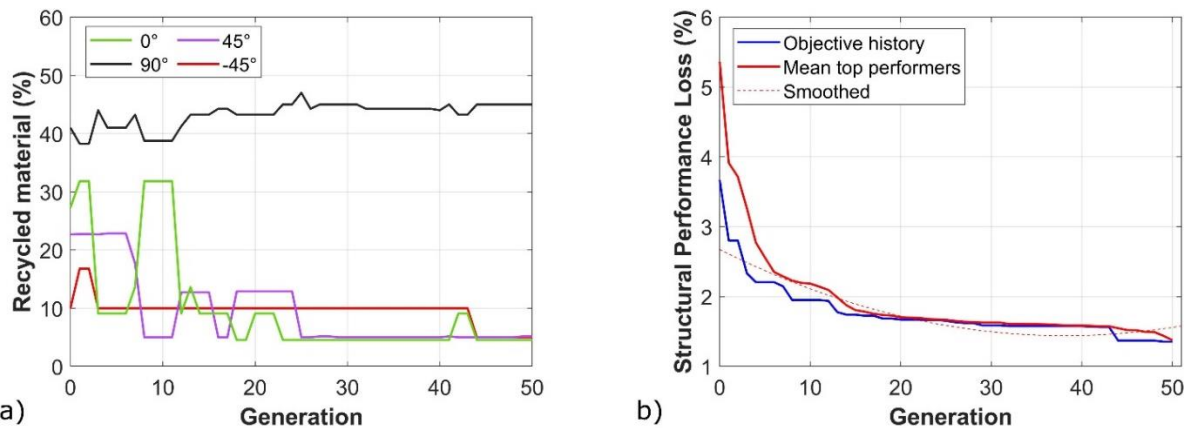 60
50
40
30
20
10
0
Recycled material (%)
0° 45°
90° -45°
0 10 20 30 40 50
Generation
a)
6
5
4
3
2
1
Structural Performance Loss (%)
Objective history
Mean top performers
Smoothed
0 10 20 30 40 50
Generation
b)